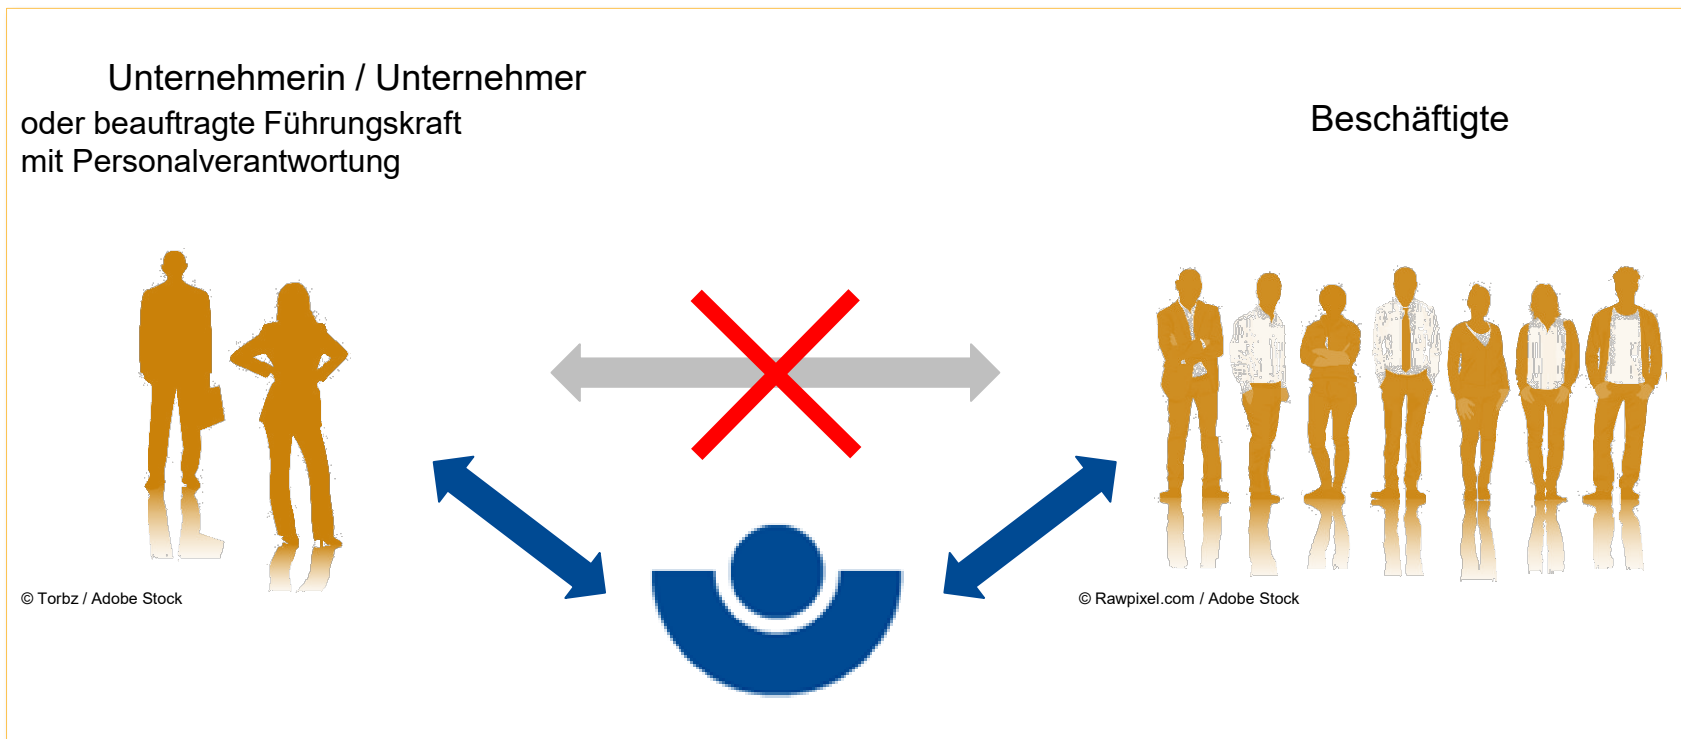 Unternehmerin / Unternehmer
oder beauftragte Führungskraft
mit Personalverantwortung
Beschäftigte
© Torbz / Adobe Stock
© Rawpixel.com / Adobe Stock